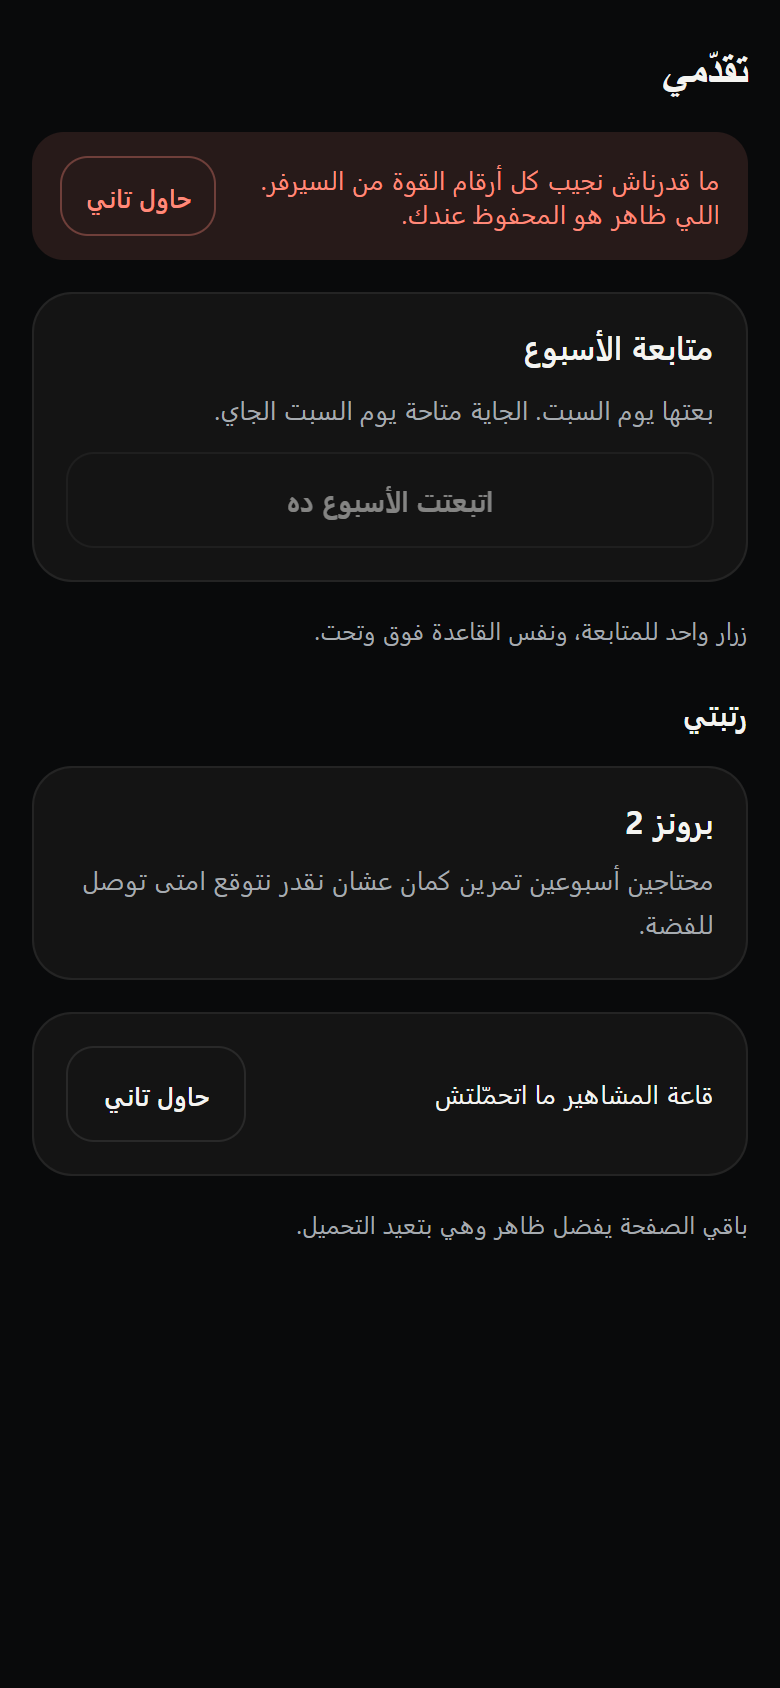 تقدّمي
ما قدرناش نجيب كل أرقام القوة من السيرفر.
اللي ظاهر هو المحفوظ عندك.
حاول تاني
متابعة الأسبوع
بعتها يوم السبت. الجاية متاحة يوم السبت الجاي.
اتبعتت الأسبوع ده
زرار واحد للمتابعة، ونفس القاعدة فوق وتحت.
رتبتي
برونز 2
محتاجين أسبوعين تمرين كمان عشان نقدر نتوقع امتى توصل
للفضة.
قاعة المشاهير ما اتحمّلتش
حاول تاني
باقي الصفحة يفضل ظاهر وهي بتعيد التحميل.